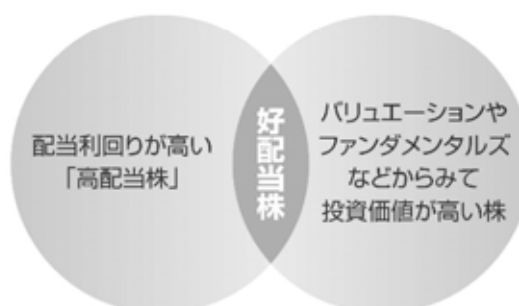 配当利回りが高い
「高配当株」
好配当株
バリュエーションや
ファンダメンタルズ
などからみて
投資価値が高い株